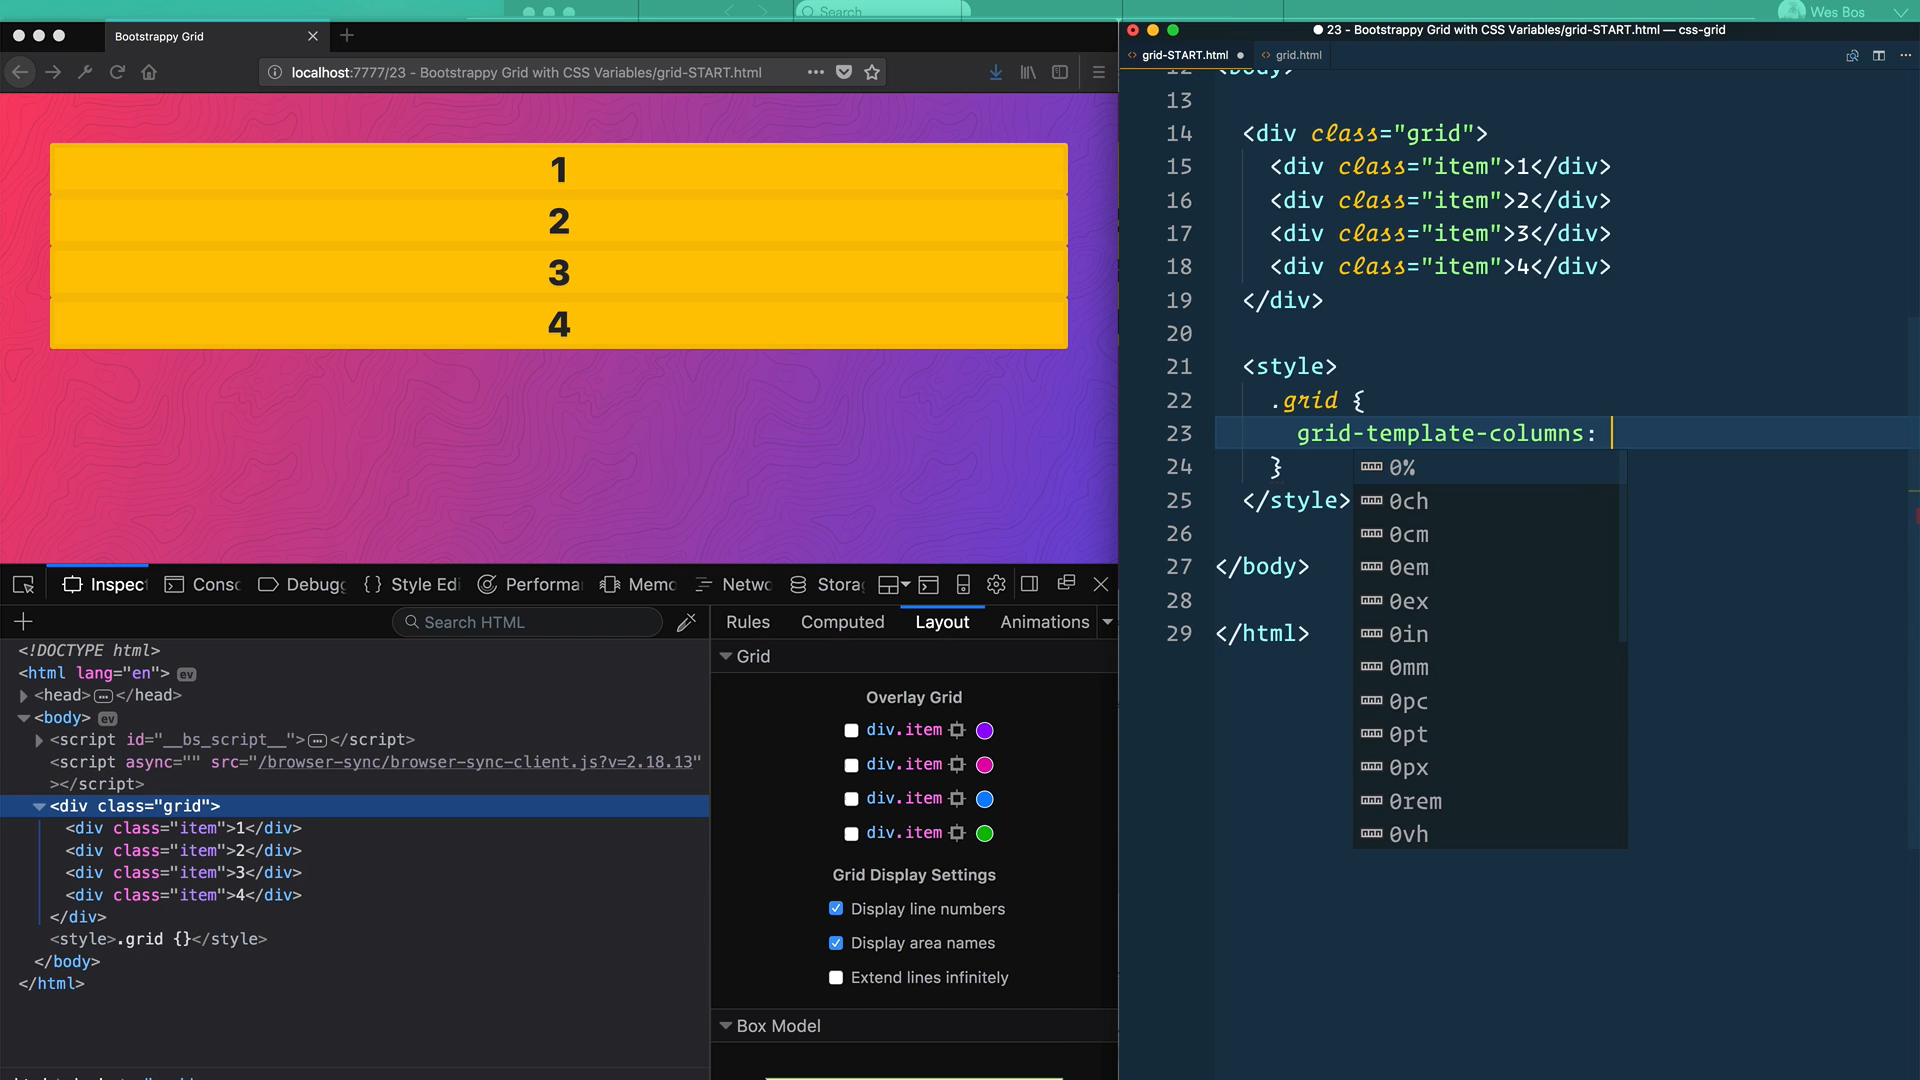 Search
Wes Bos
Bootstrappy Grid
localhost:7777/23 - Bootstrappy Grid with CSS Variables/grid-START.html
1
2
3
4
Inspec
Consc
Debugg
{ } Style Edi
Performa
Memo
Netwo
Stora
Search HTML
<!DOCTYPE html>
<html lang="en"> ev
<head>…</head>
<body> ev
<script id="__bs_script__">…</script>
<script async="" src="/browser-sync/browser-sync-client.js?v=2.18.13"
></script>
<div class="grid">
<div class="item">1</div>
<div class="item">2</div>
<div class="item">3</div>
<div class="item">4</div>
</div>
<style>.grid {}</style>
</body>
</html>
Rules Computed Layout Animations
Grid
Overlay Grid
div.item
div.item
div.item
div.item
Grid Display Settings
Display line numbers
Display area names
Extend lines infinitely
Box Model
23 - Bootstrappy Grid with CSS Variables/grid-START.html — css-grid
grid-START.html
grid.html
12 <body>
13
14 <div class="grid">
15 <div class="item">1</div>
16 <div class="item">2</div>
17 <div class="item">3</div>
18 <div class="item">4</div>
19 </div>
20
21 <style>
22 .grid {
23 grid-template-columns:
24 }
25 </style>
26
27 </body>
28
29 </html>
0%
0ch
0cm
0em
0ex
0in
0mm
0pc
0pt
0px
0rem
0vh